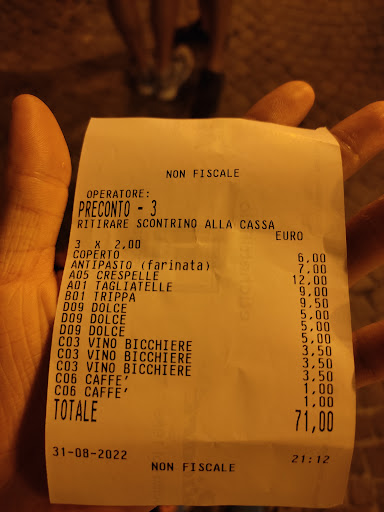 NON FISCALE
OPERATORE:
PRECONTO - 3
RITIRARE SCONTRINO ALLA CASSA
EURO
3 X 2,00
COPERTO 6,00
ANTIPASTO (farinata) 7,00
A05 CRESPELLE 12,00
A01 TAGLIATELLE 9,00
B01 TRIPPA 9,50
D09 DOLCE 5,00
D09 DOLCE 5,00
D09 DOLCE 5,00
C03 VINO BICCHIERE 3,50
C03 VINO BICCHIERE 3,50
C03 VINO BICCHIERE 3,50
C06 CAFFE' 1,00
C06 CAFFE' 1,00
TOTALE 71,00
31-08-2022 21:12
NON FISCALE